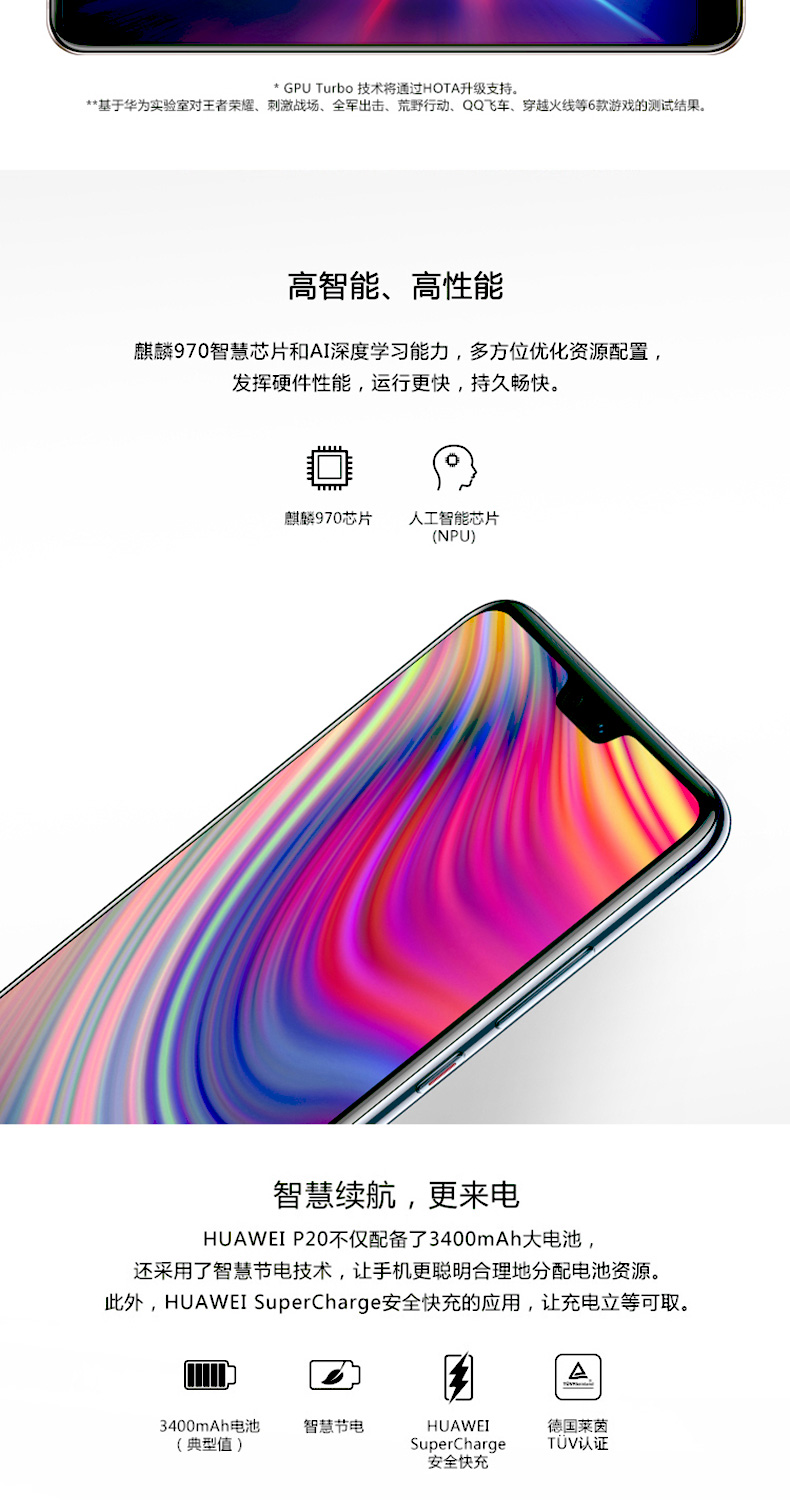 * GPU Turbo 技术将通过HOTA升级支持。
**基于华为实验室对王者荣耀、刺激战场、全军出击、荒野行动、QQ飞车、穿越火线等6款游戏的测试结果。
高智能、高性能
麒麟970智慧芯片和AI深度学习能力，多方位优化资源配置，
发挥硬件性能，运行更快，持久畅快。
麒麟970芯片
人工智能芯片
(NPU)
智慧续航，更来电
HUAWEI P20不仅配备了3400mAh大电池，
还采用了智慧节电技术，让手机更聪明合理地分配电池资源。
此外，HUAWEI SuperCharge安全快充的应用，让充电立等可取。
3400mAh电池
（典型值）
智慧节电
HUAWEI
SuperCharge
安全快充
TÜVRheinland
德国莱茵
TÜV认证